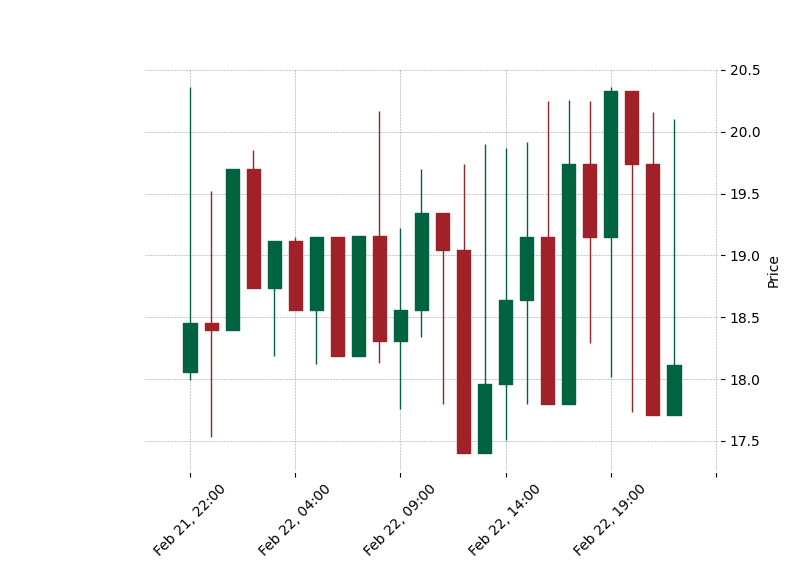 20.5
20.0
19.5
19.0
18.5
18.0
17.5
Price
Feb 21, 22:00
Feb 22, 04:00
Feb 22, 09:00
Feb 22, 14:00
Feb 22, 19:00